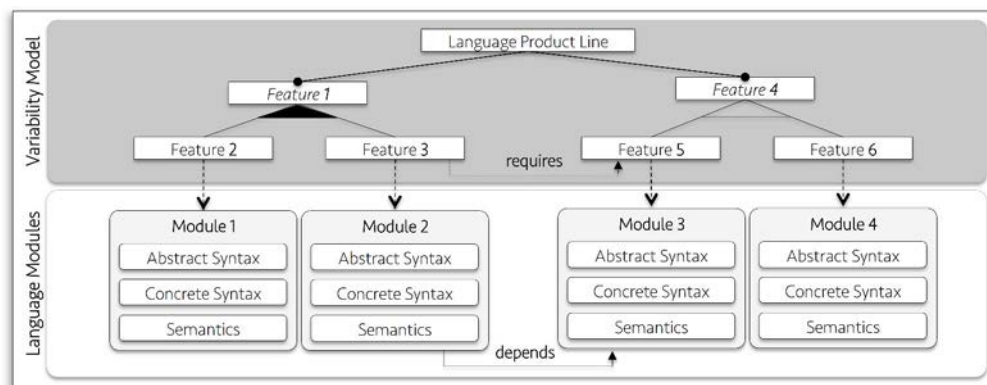 Variability Model
Language Product Line
Feature 1
Feature 4
Feature 2
Feature 3
requires
Feature 5
Feature 6
Language Modules
Module 1
Abstract Syntax
Concrete Syntax
Semantics
Module 2
Abstract Syntax
Concrete Syntax
Semantics
depends
Module 3
Abstract Syntax
Concrete Syntax
Semantics
Module 4
Abstract Syntax
Concrete Syntax
Semantics